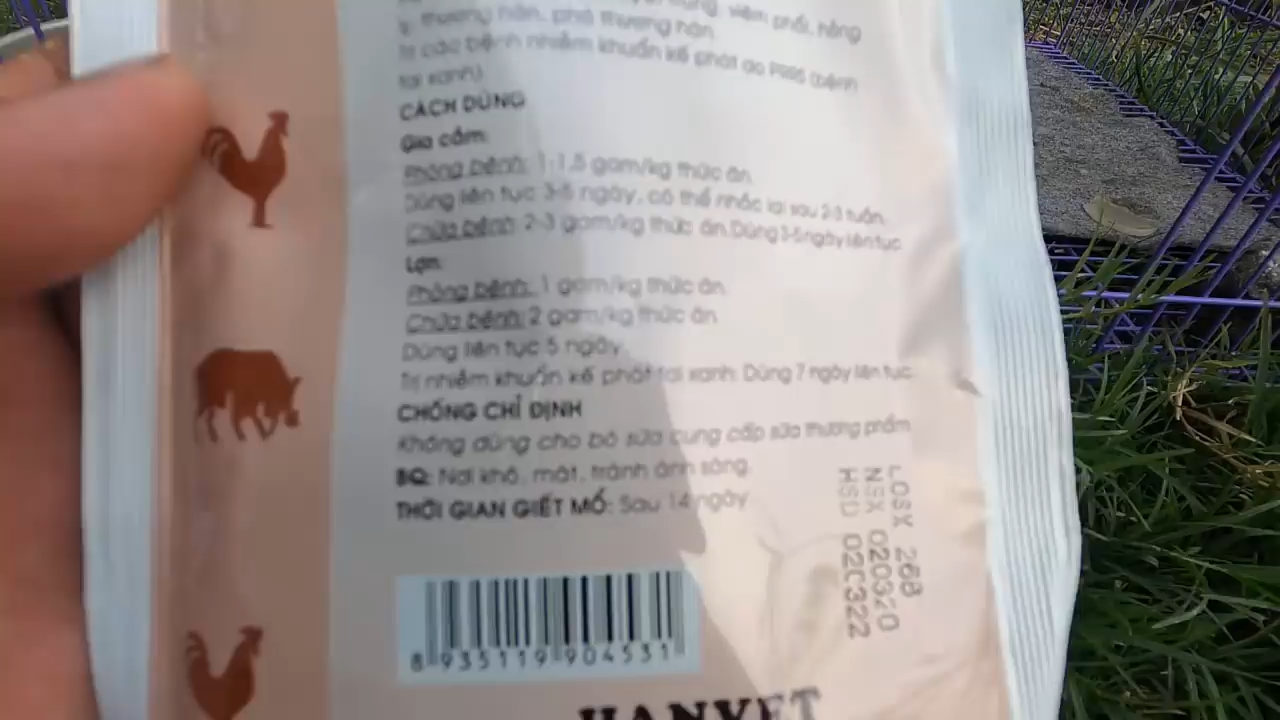 viêm phổi, hồng
thương hàn, phó thương hàn
Trị các bệnh nhiễm khuẩn kế phát do PRRS (bệnh
tai xanh)
CÁCH DÙNG
Gia cầm:
Phòng bệnh: 1-1,5 gam/kg thức ăn
Dùng liên tục 3-5 ngày, có thể nhắc lại sau 2-3 tuần
Chữa bệnh: 2-3 gam/kg thức ăn. Dùng 3-5 ngày liên tục
Lợn:
Phòng bệnh: 1 gam/kg thức ăn
Chữa bệnh: 2 gam/kg thức ăn
Dùng liên tục 5 ngày
Trị nhiễm khuẩn kế phát tai xanh: Dùng 7 ngày liên tục
CHỐNG CHỈ ĐỊNH
Không dùng cho bò sữa cung cấp sữa thương phẩm
BQ: Nơi khô, mát, tránh ánh sáng.
THỜI GIAN GIẾT MỔ: Sau 14 ngày
LOSX 268
NSX 020320
HSD 020322
8 935119 904531
HANVET